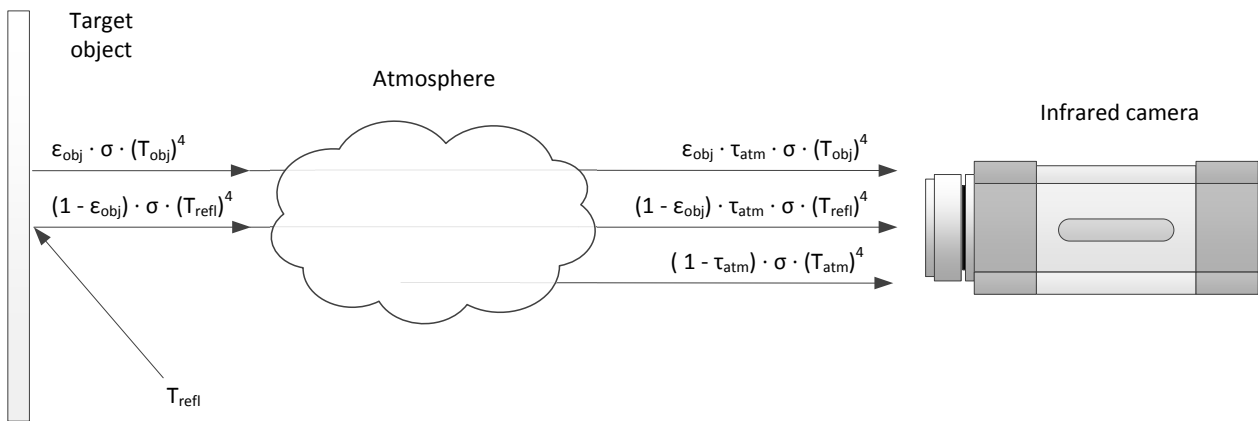 Target
object
Atmosphere
Infrared camera
ε_obj · σ · (T_obj)^4
ε_obj · τ_atm · σ · (T_obj)^4
(1 - ε_obj) · σ · (T_refl)^4
(1 - ε_obj) · τ_atm · σ · (T_refl)^4
( 1 - τ_atm) · σ · (T_atm)^4
T_refl